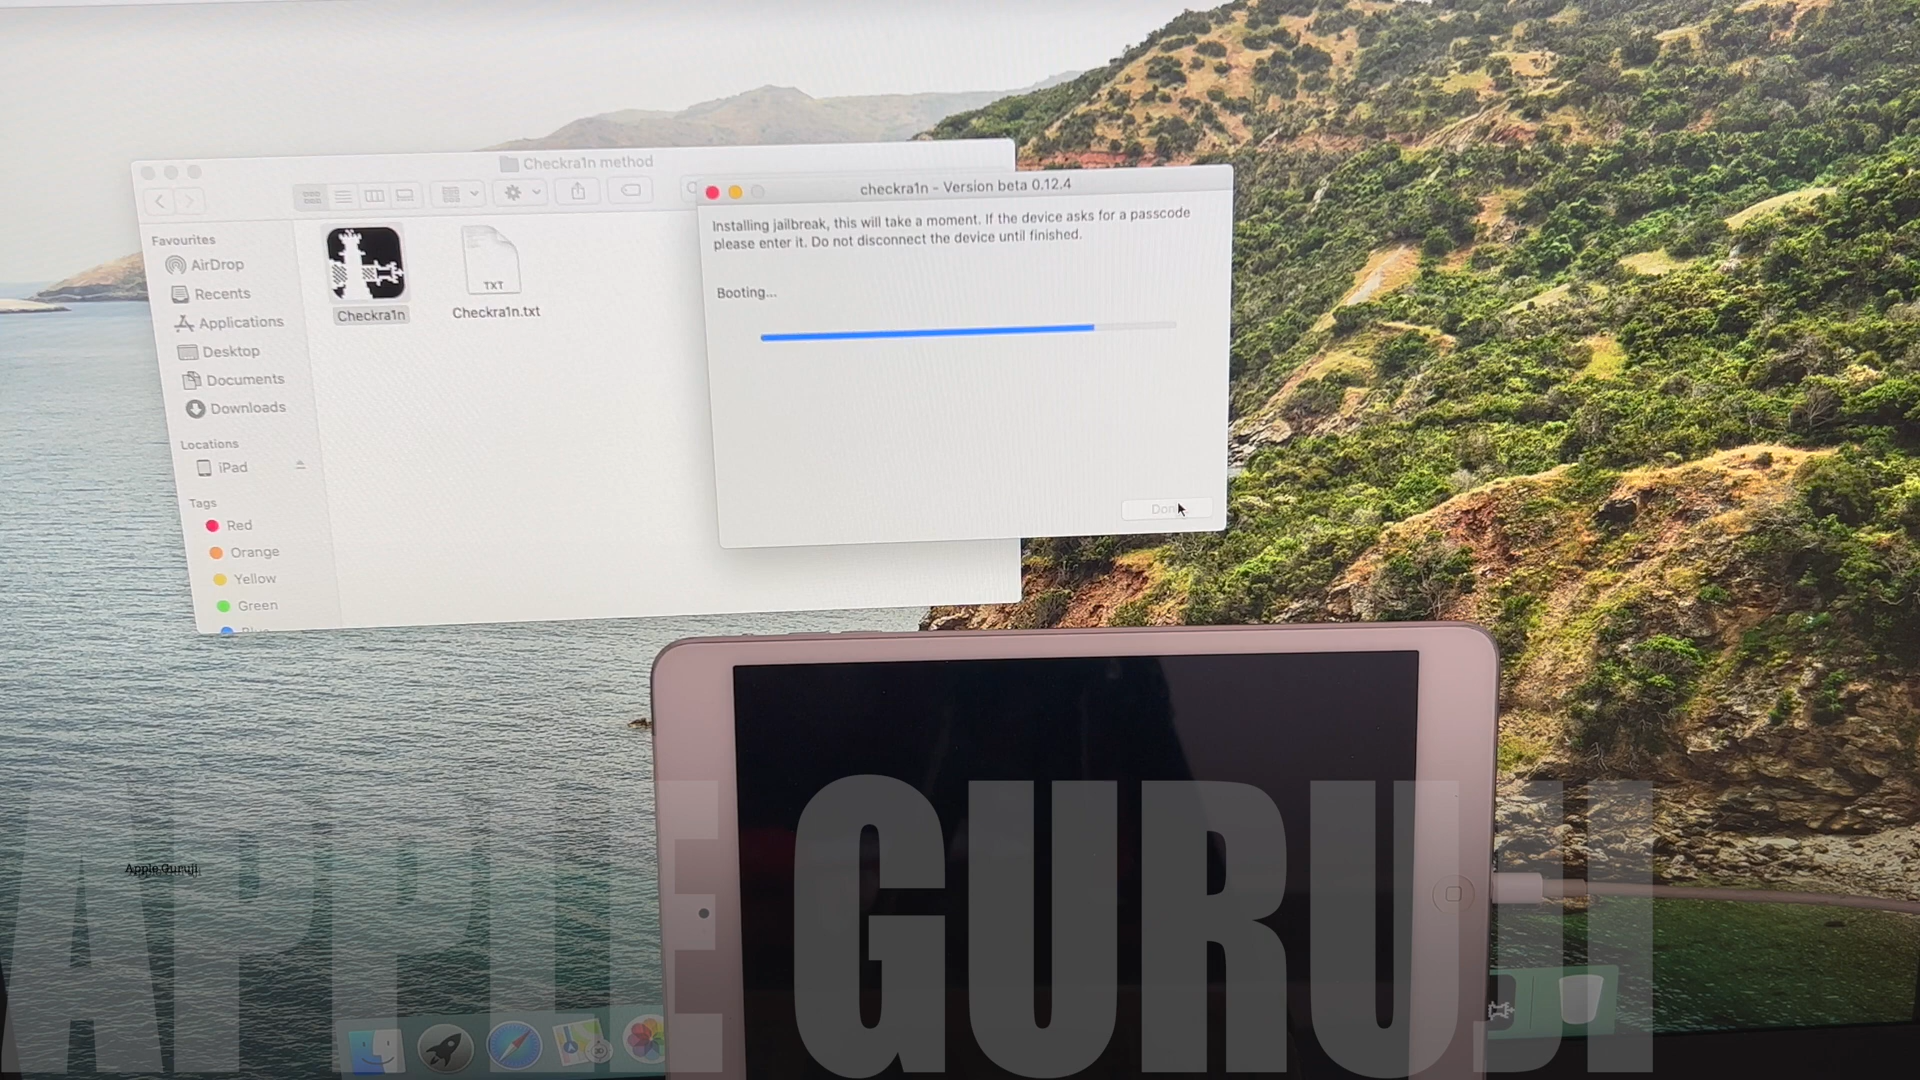 Checkra1n method
checkra1n - Version beta 0.12.4
Installing jailbreak, this will take a moment. If the device asks for a passcode
please enter it. Do not disconnect the device until finished.
Booting...
Favourites
AirDrop
Recents
Applications
Desktop
Documents
Downloads
Locations
iPad
Tags
Red
Orange
Yellow
Green
TXT
Checkra1n
Checkra1n.txt
Apple Guruji
APPLE GURUJI